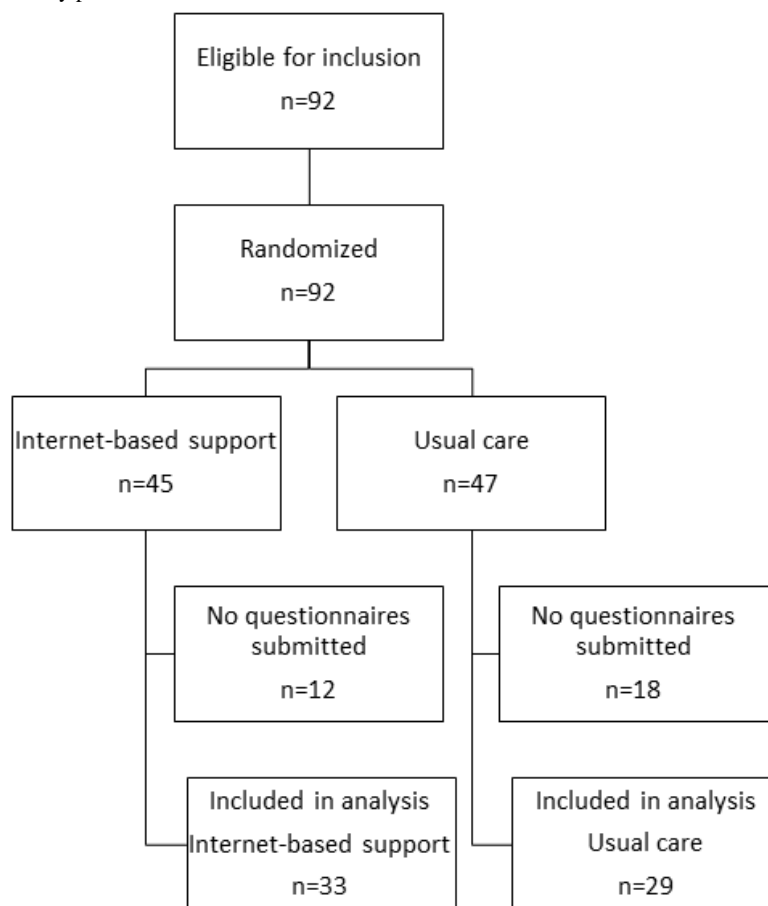 Eligible for inclusion
n=92
Randomized
n=92
Internet-based support
n=45
Usual care
n=47
No questionnaires
submitted
n=12
No questionnaires
submitted
n=18
Included in analysis
Internet-based support
n=33
Included in analysis
Usual care
n=29